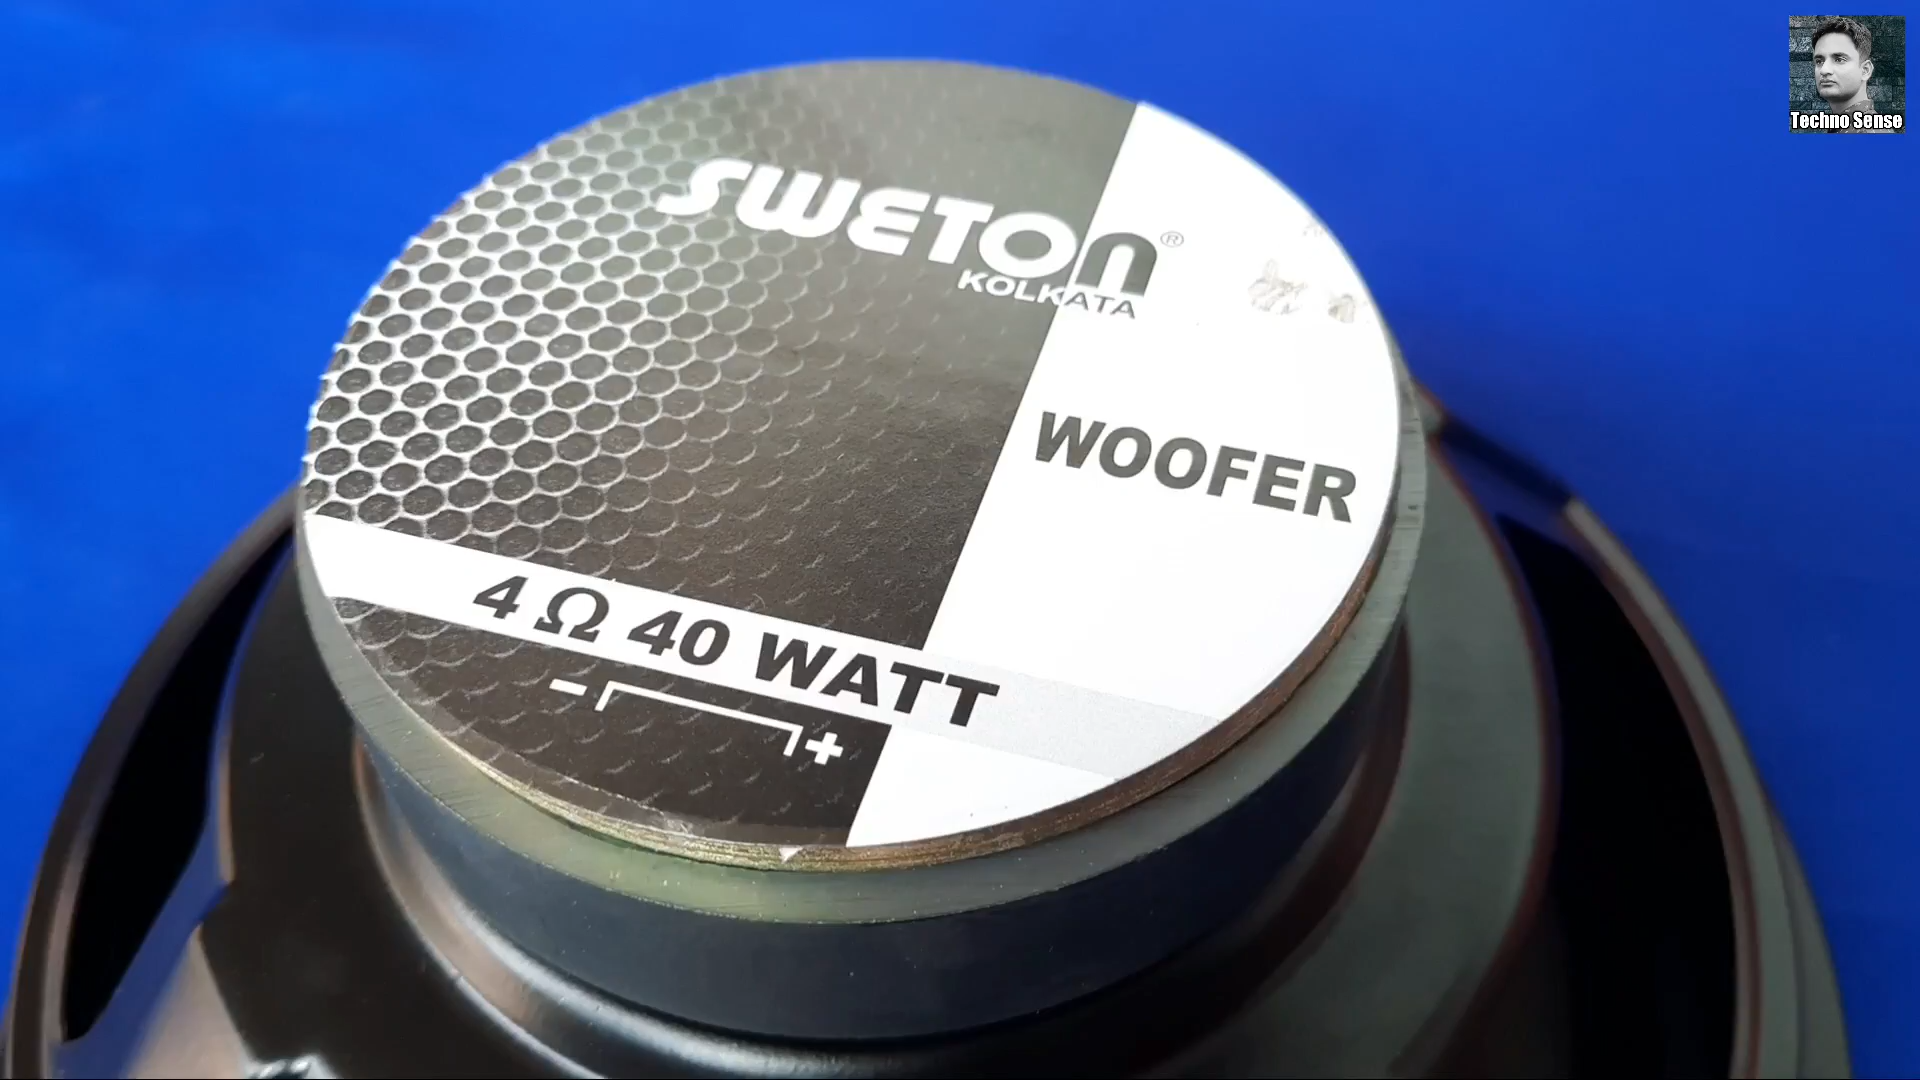 Techno Sense
SWETON®
KOLKATA
WOOFER
4 Ω 40 WATT
- +